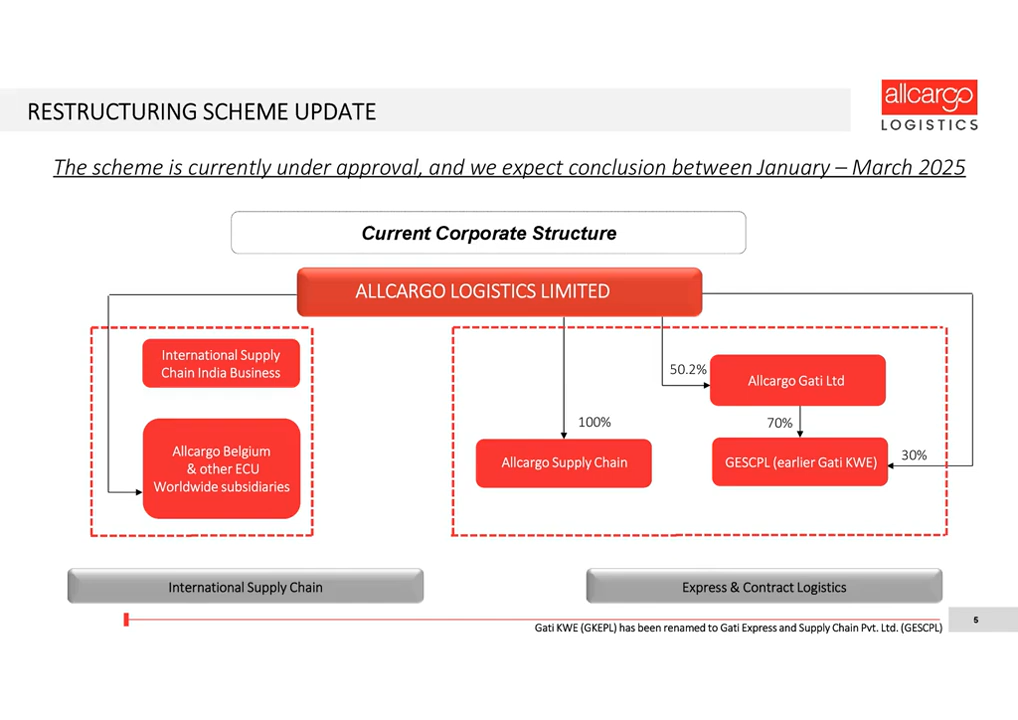 RESTRUCTURING SCHEME UPDATE
allcargo
LOGISTICS
The scheme is currently under approval, and we expect conclusion between January – March 2025
Current Corporate Structure
ALLCARGO LOGISTICS LIMITED
International Supply
Chain India Business
Allcargo Belgium
& other ECU
Worldwide subsidiaries
50.2%
Allcargo Gati Ltd
100%
70%
Allcargo Supply Chain
GESCPL (earlier Gati KWE)
30%
International Supply Chain
Express & Contract Logistics
Gati KWE (GKEPL) has been renamed to Gati Express and Supply Chain Pvt. Ltd. (GESCPL)
5